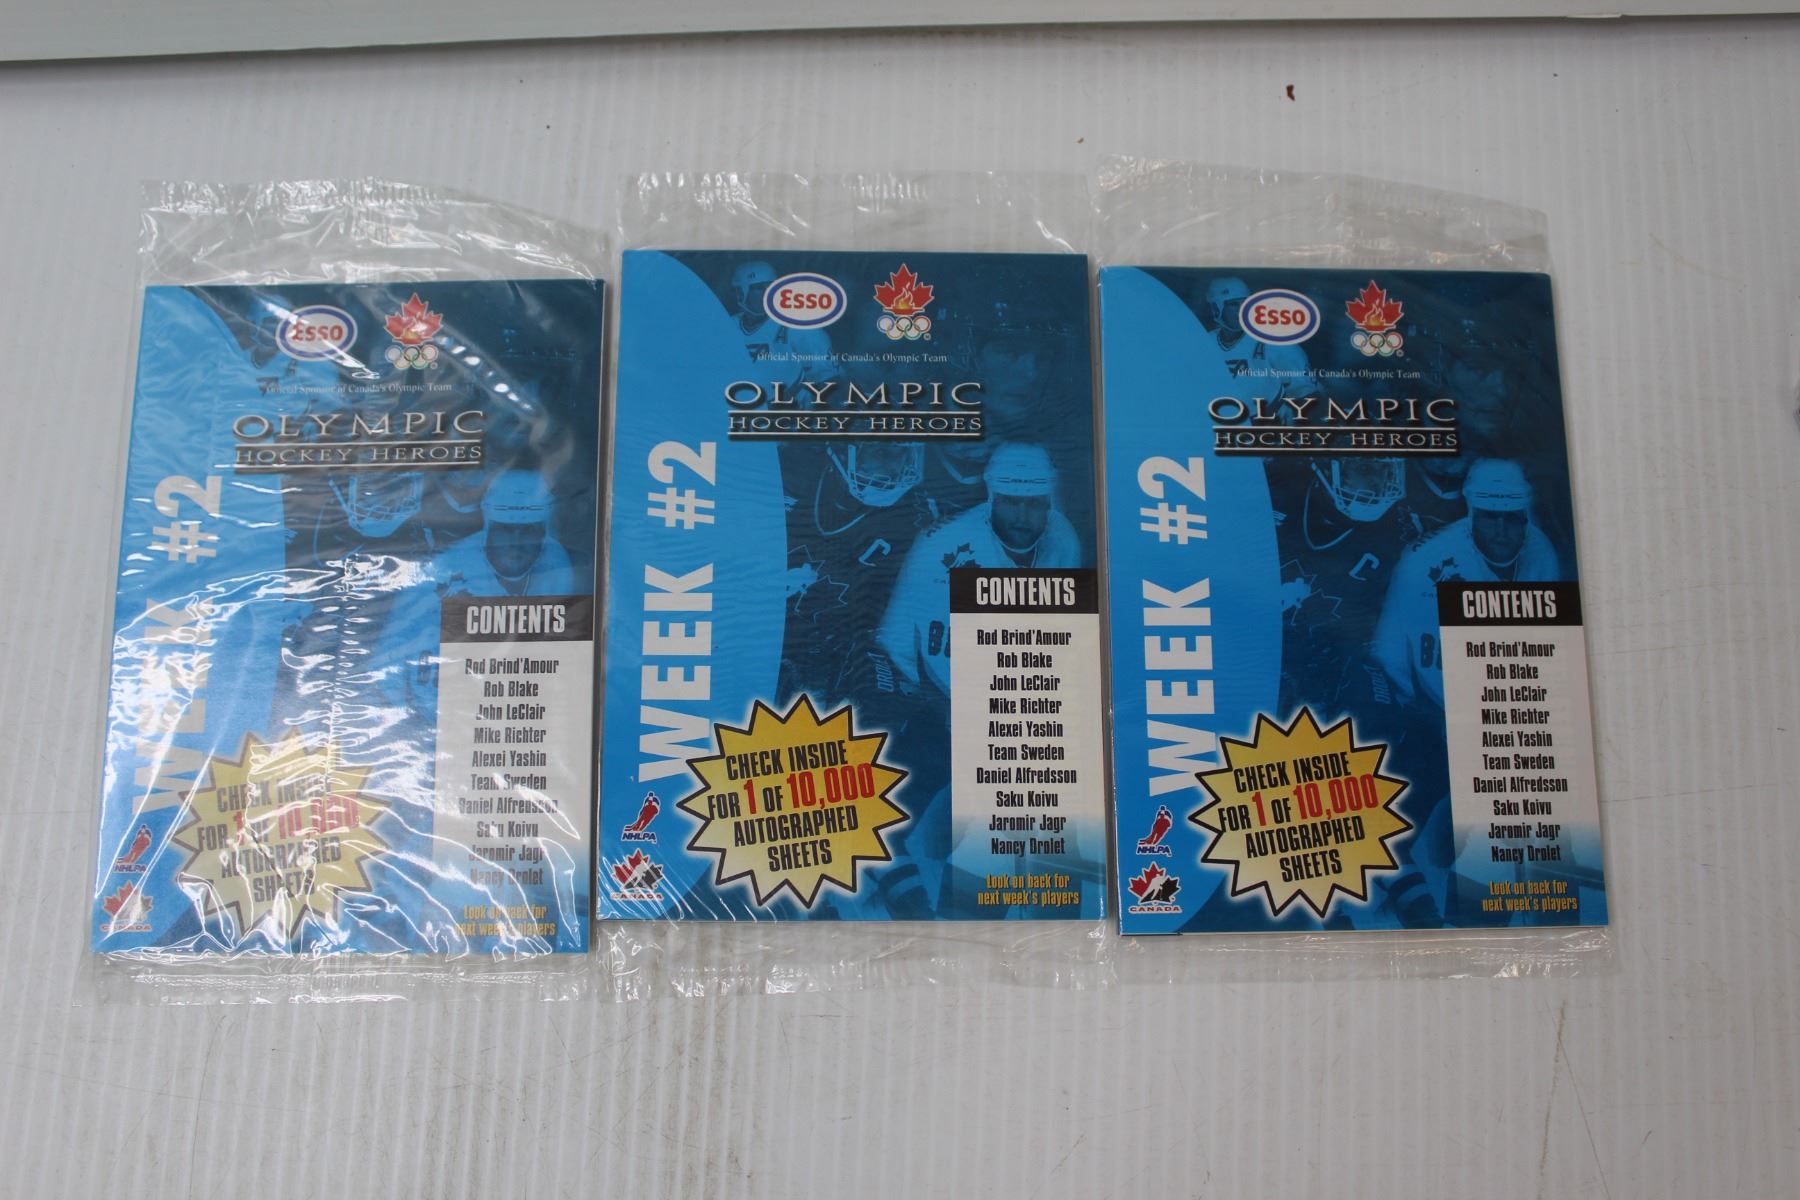 Esso
Official Sponsor of Canada's Olympic Team
OLYMPIC
HOCKEY HEROES
WEEK #2
CONTENTS
Rod Brind'Amour
Rob Blake
John LeClair
Mike Richter
Alexei Yashin
Team Sweden
Daniel Alfredsson
Saku Koivu
Jaromir Jagr
Nancy Drolet
CHECK INSIDE
FOR 1 OF 10,000
AUTOGRAPHED
SHEETS
NHLPA
CANADA
Look on back for
next week's players
Esso
Official Sponsor of Canada's Olympic Team
OLYMPIC
HOCKEY HEROES
WEEK #2
C
DROLET
CONTENTS
Rod Brind'Amour
Rob Blake
John LeClair
Mike Richter
Alexei Yashin
Team Sweden
Daniel Alfredsson
Saku Koivu
Jaromir Jagr
Nancy Drolet
CHECK INSIDE
FOR 1 OF 10,000
AUTOGRAPHED
SHEETS
NHLPA
CANADA
Look on back for
next week's players
Esso
Official Sponsor of Canada's Olympic Team
OLYMPIC
HOCKEY HEROES
WEEK #2
C
DROLET
CONTENTS
Rod Brind'Amour
Rob Blake
John LeClair
Mike Richter
Alexei Yashin
Team Sweden
Daniel Alfredsson
Saku Koivu
Jaromir Jagr
Nancy Drolet
CHECK INSIDE
FOR 1 OF 10,000
AUTOGRAPHED
SHEETS
NHLPA
CANADA
Look on back for
next week's players